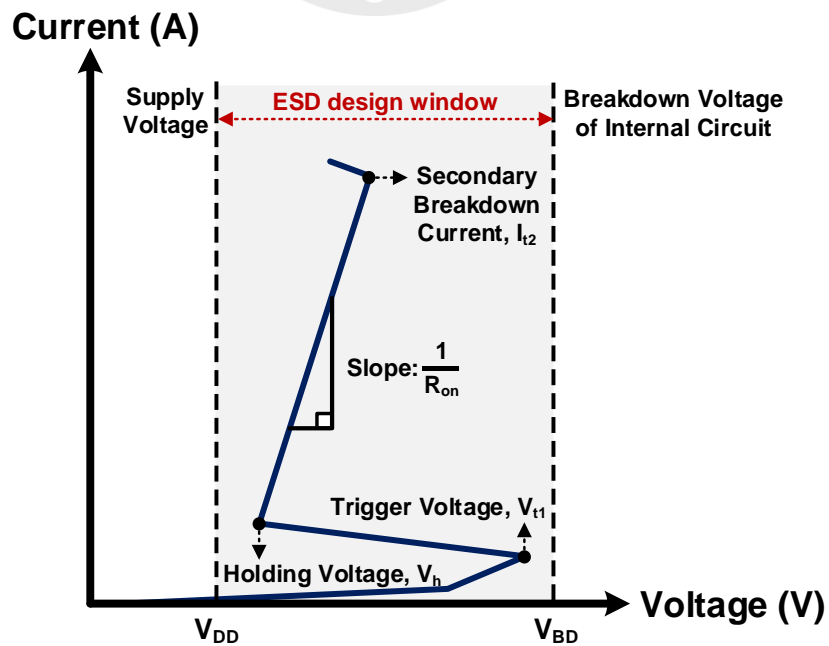 Current (A)
Supply
Voltage
ESD design window
Breakdown Voltage
of Internal Circuit
Secondary
Breakdown
Current, It2
Slope: 1
Ron
Trigger Voltage, Vt1
Holding Voltage, Vh
Voltage (V)
VDD
VBD